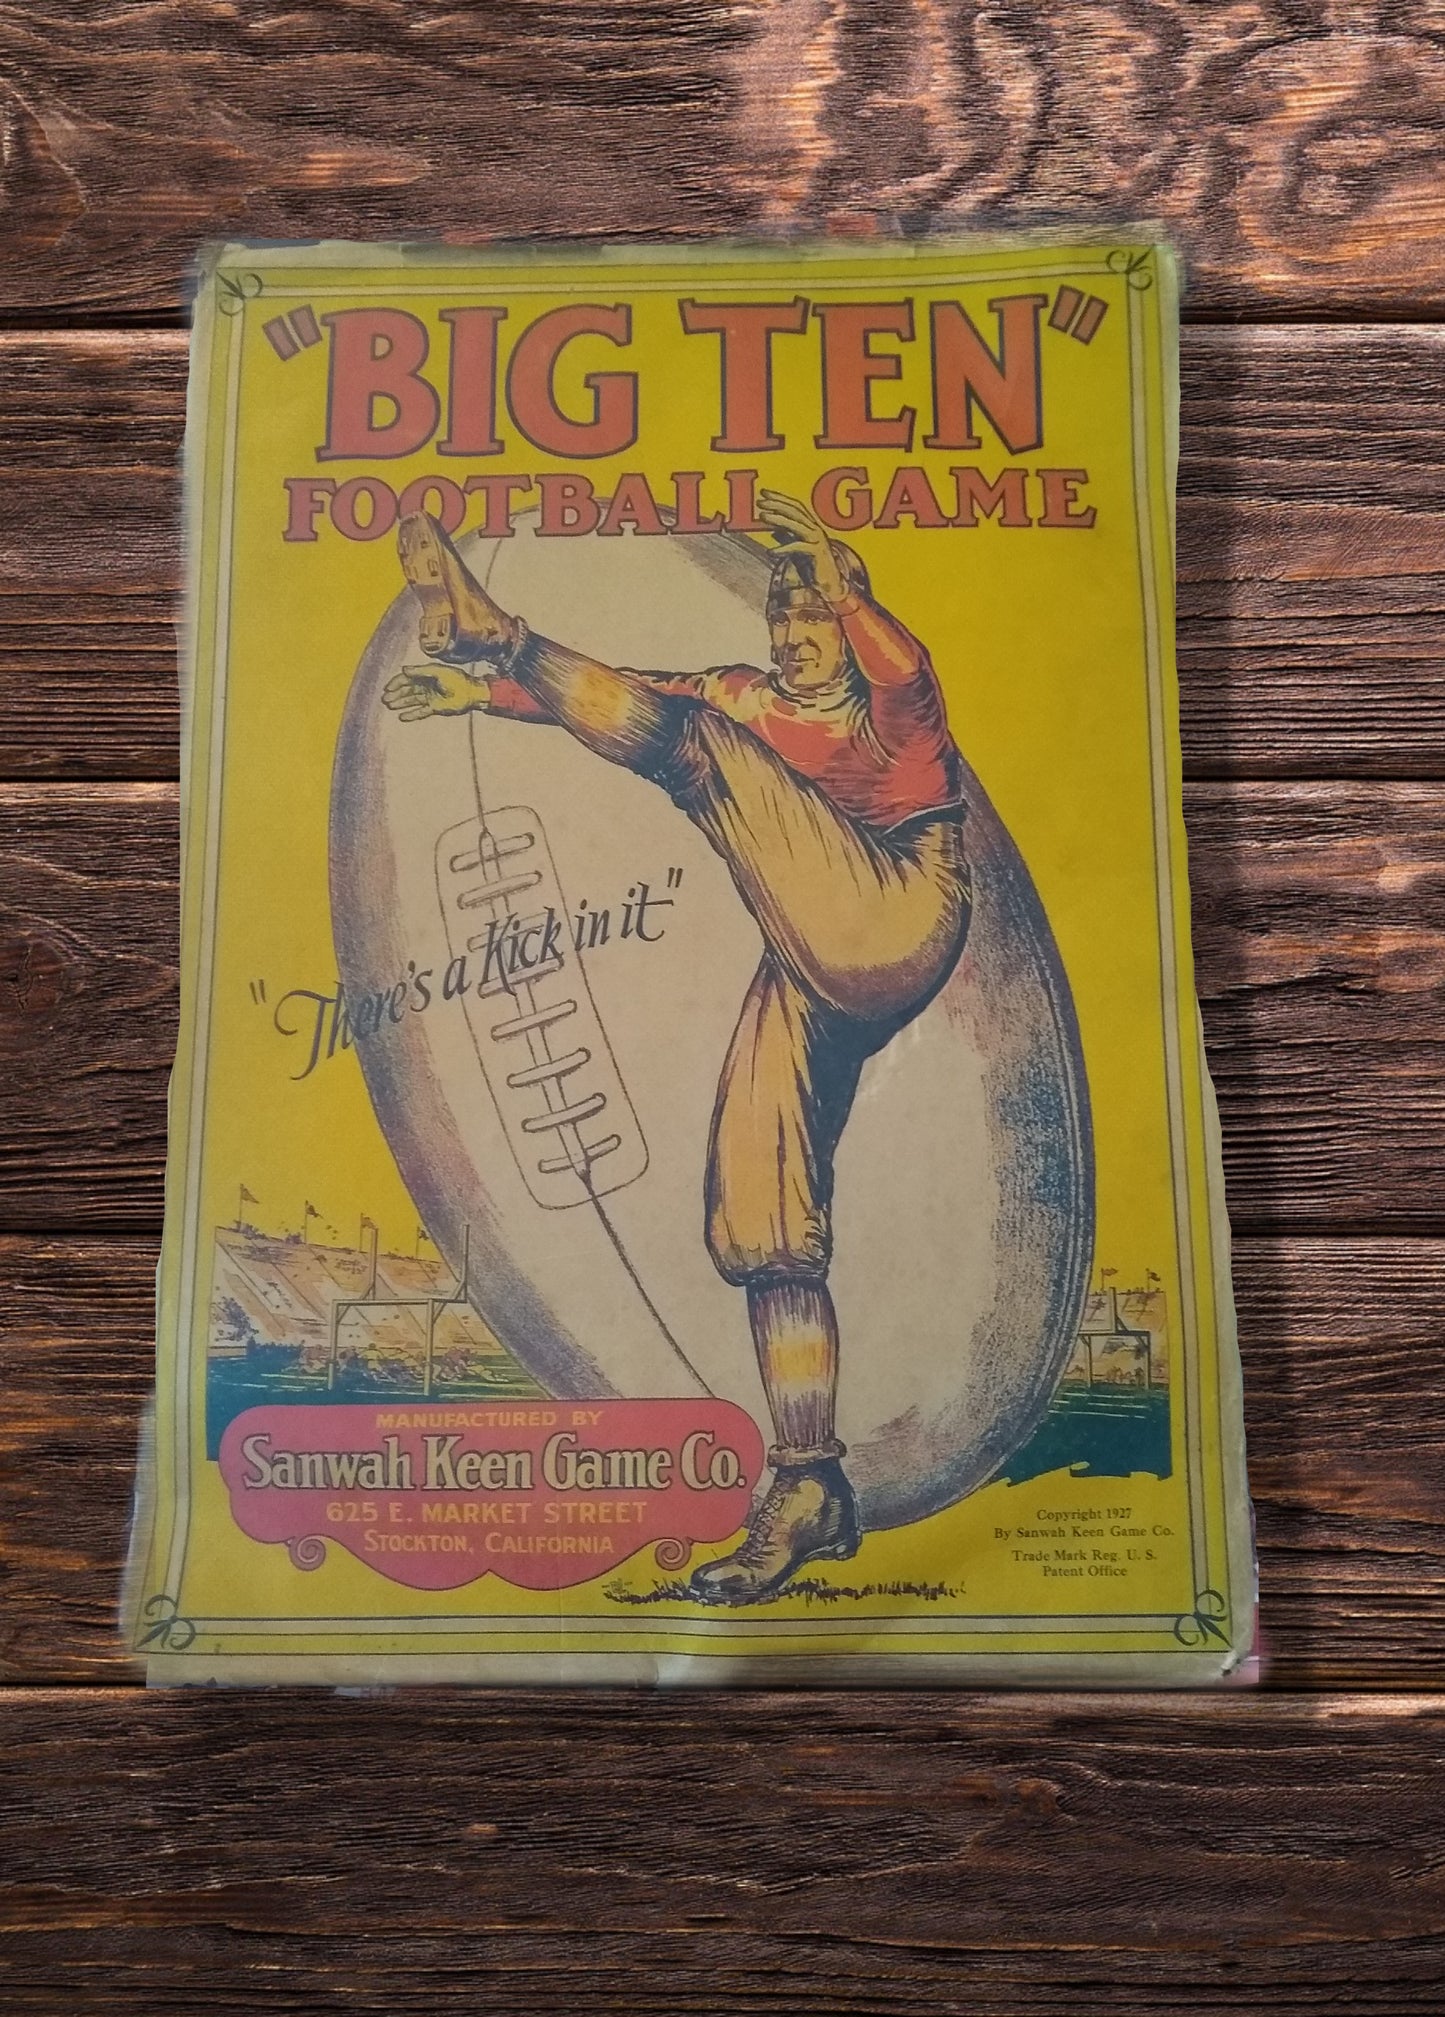 "BIG TEN"
FOOTBALL GAME
"There's a Kick in it"
MANUFACTURED BY
Sanwah Keen Game Co.
625 E. MARKET STREET
STOCKTON, CALIFORNIA
Copyright 1927
By Sanwah Keen Game Co.
Trade Mark Reg. U. S.
Patent Office